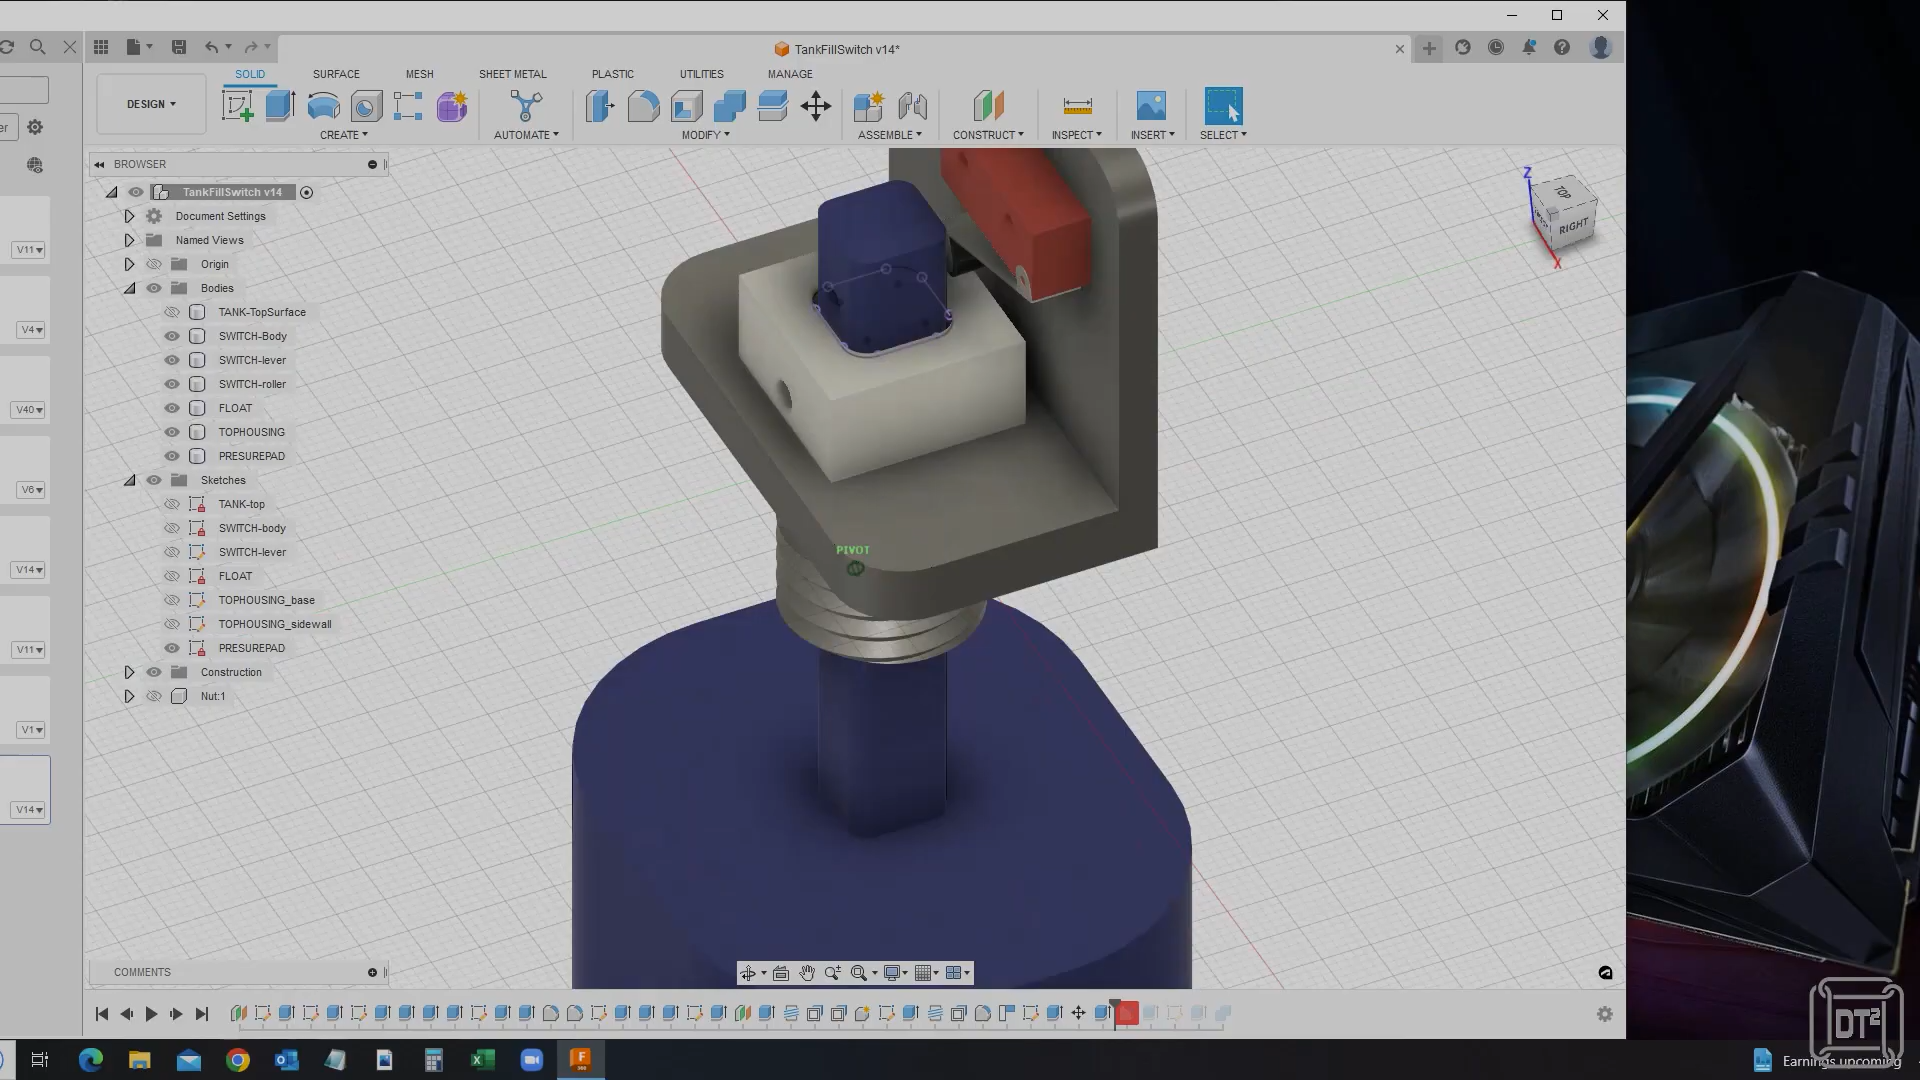 TankFillSwitch v14*
SOLID
SURFACE
MESH
SHEET METAL
PLASTIC
UTILITIES
MANAGE
DESIGN
CREATE
AUTOMATE
MODIFY
ASSEMBLE
CONSTRUCT
INSPECT
INSERT
SELECT
er
BROWSER
TankFillSwitch v14
Document Settings
Named Views
Origin
Bodies
TANK-TopSurface
SWITCH-Body
SWITCH-lever
SWITCH-roller
FLOAT
TOPHOUSING
PRESUREPAD
Sketches
TANK-top
SWITCH-body
SWITCH-lever
FLOAT
TOPHOUSING_base
TOPHOUSING_sidewall
PRESUREPAD
Construction
Nut:1
V11
V4
V40
V6
V14
V11
V1
V14
Z
TOP
RIGHT
X
PIVOT
COMMENTS
DT2
Earnings upcoming